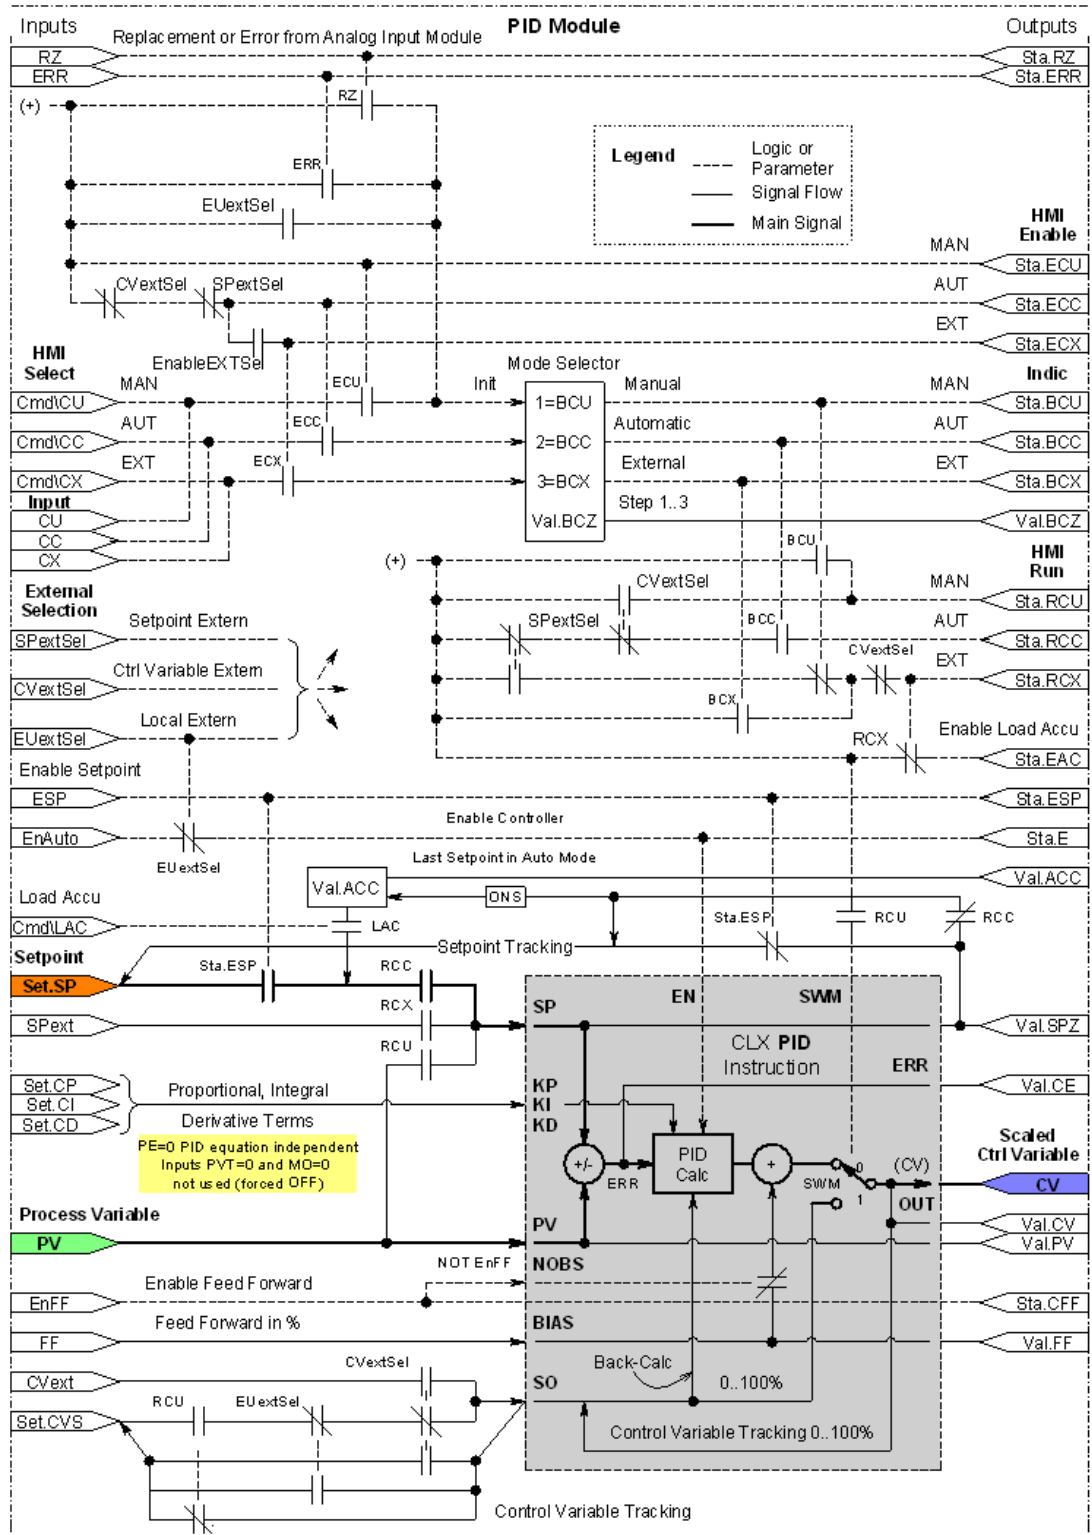 Inputs
PID Module
Outputs
Replacement or Error from Analog Input Module
RZ
Sta.RZ
ERR
Sta.ERR
(+)
RZ
Legend
Logic or
Parameter
Signal Flow
Main Signal
ERR
EUextSel
HMI
Enable
MAN
Sta.ECU
CVextSel
SPextSel
AUT
Sta.ECC
EXT
Sta.ECX
EnableEXTSel
HMI
Select
Mode Selector
Indic
MAN
ECU
Init
Manual
MAN
Cmd\CU
1=BCU
Sta.BCU
AUT
ECC
Automatic
AUT
Cmd\CC
2=BCC
Sta.BCC
EXT
ECX
External
EXT
Cmd\CX
3=BCX
Sta.BCX
Input
Step 1..3
CU
Val.BCZ
Val.BCZ
CC
BCU
CX
(+)
HMI
Run
External
Selection
CVextSel
MAN
Sta.RCU
Setpoint Extern
SPextSel
BCC
AUT
SPextSel
Sta.RCC
Ctrl Variable Extern
CVextSel
EXT
CVextSel
Sta.RCX
BCX
Local Extern
EUextSel
RCX
Enable Load Accu
Sta.EAC
Enable Setpoint
ESP
Sta.ESP
Enable Controller
EnAuto
Sta.E
EUextSel
Last Setpoint in Auto Mode
Val.ACC
Val.ACC
ONS
Load Accu
Cmd\LAC
LAC
Sta.ESP
RCU
RCC
Setpoint Tracking
Setpoint
Sta.ESP
RCC
Set.SP
EN
SWM
RCX
SP
SPext
Val.SPZ
RCU
CLX PID
Instruction
ERR
Set.CP
KP
Val.CE
Proportional, Integral
Set.CI
KI
Derivative Terms
Set.CD
KD
PE=0 PID equation independent
Inputs PVT=0 and MO=0
not used (forced OFF)
+/-
ERR
PID
Calc
+
0
SWM
1
(CV)
OUT
Scaled
Ctrl Variable
CV
Process Variable
PV
PV
Val.CV
Val.PV
NOT EnFF
NOBS
Enable Feed Forward
EnFF
Sta.CFF
Feed Forward in %
BIAS
FF
Val.FF
CVextSel
Back-Calc
CVext
SO
0..100%
RCU
EUextSel
Set.CVS
Control Variable Tracking 0..100%
Control Variable Tracking